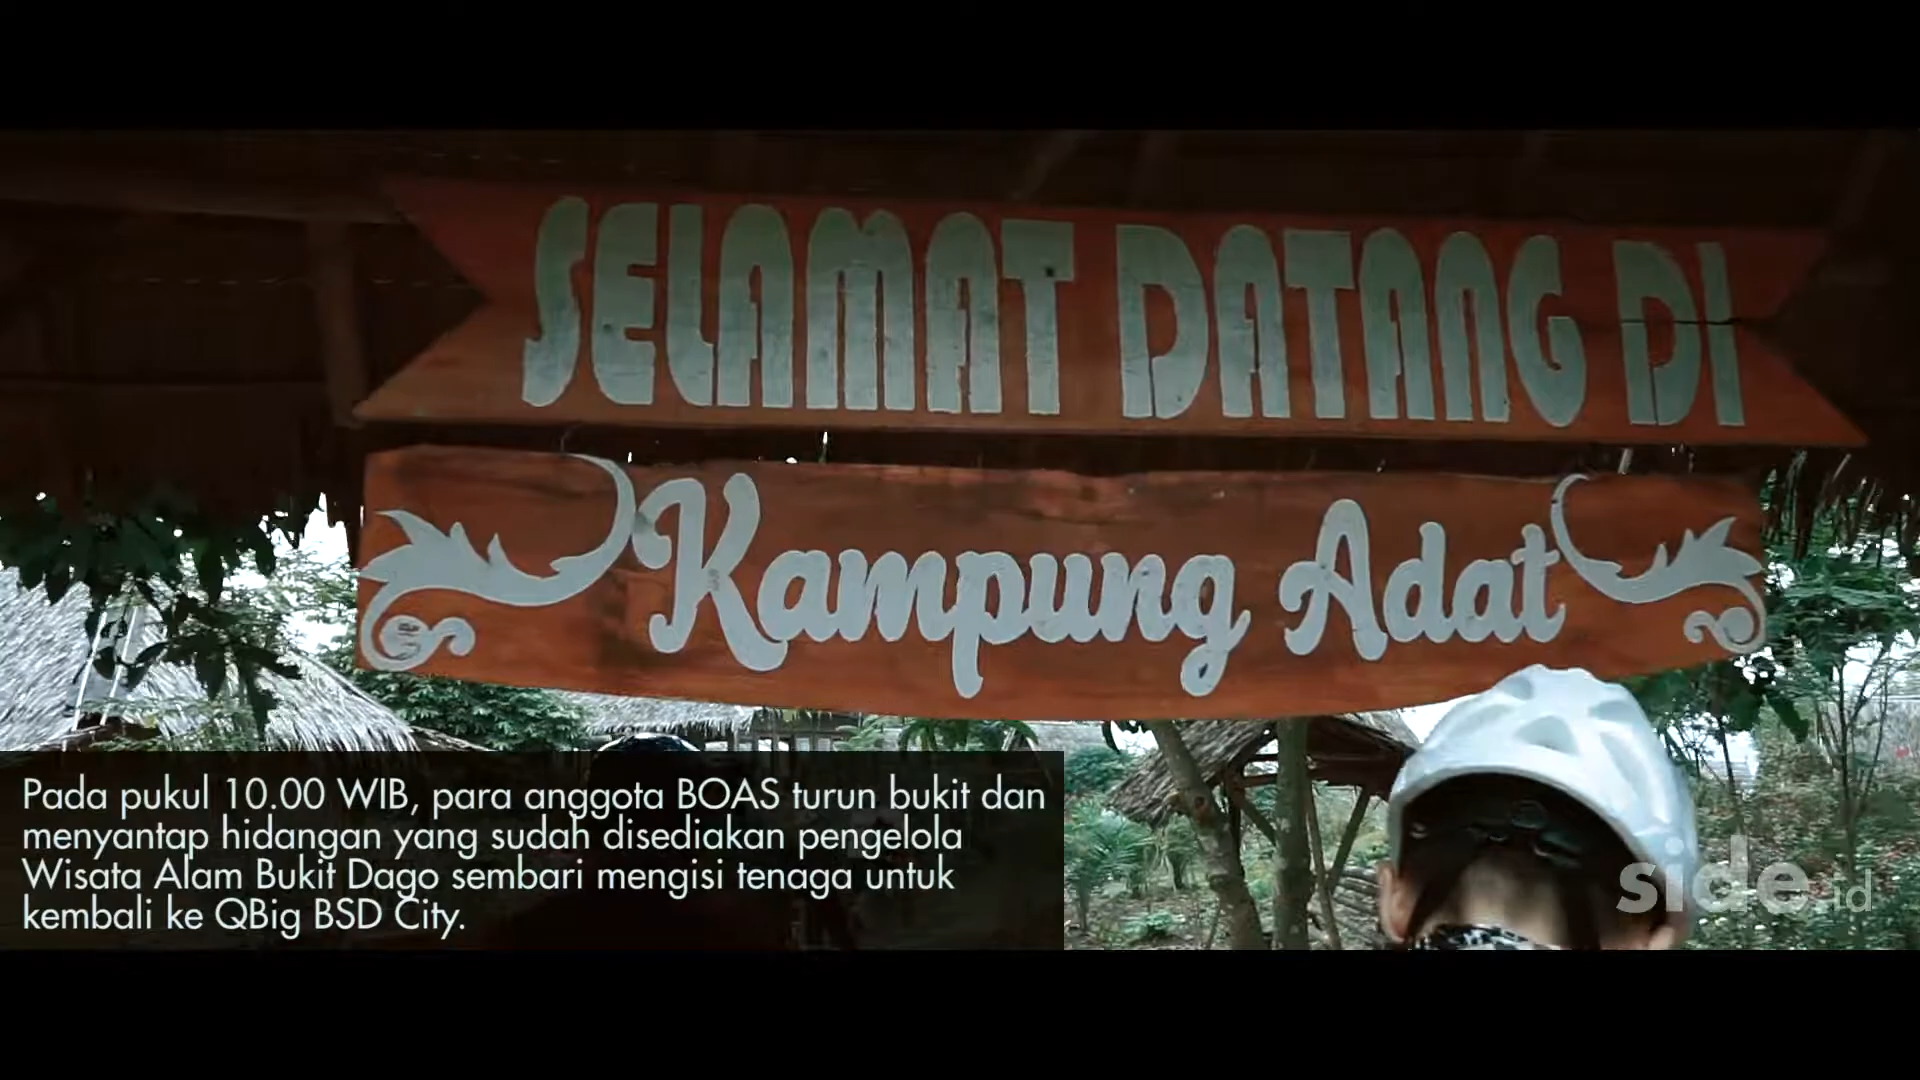 SELAMAT DATANG DI
Kampung Adat
Pada pukul 10.00 WIB, para anggota BOAS turun bukit dan
menyantap hidangan yang sudah disediakan pengelola
Wisata Alam Bukit Dago sembari mengisi tenaga untuk
kembali ke QBig BSD City.
side.id